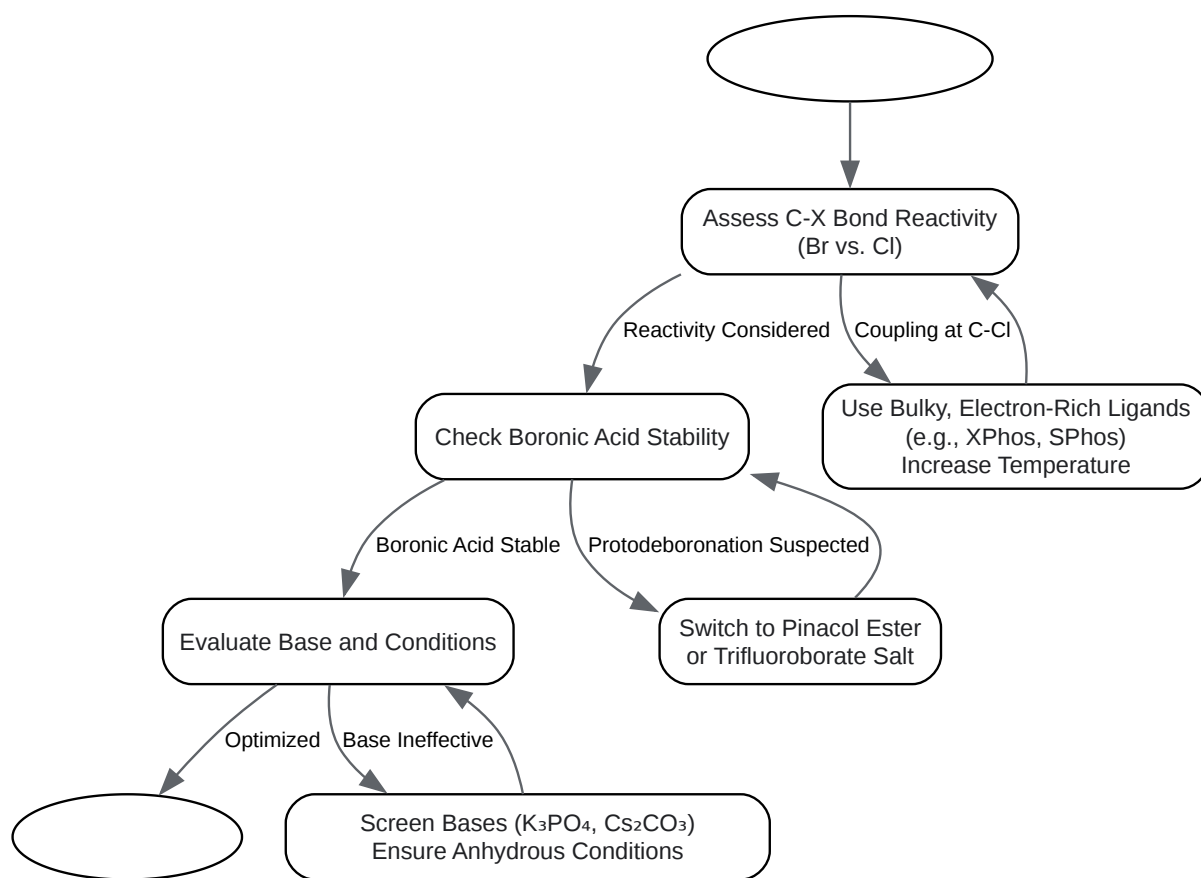 Assess C-X Bond Reactivity
(Br vs. Cl)
Reactivity Considered
Coupling at C-Cl
Use Bulky, Electron-Rich Ligands
(e.g., XPhos, SPhos)
Increase Temperature
Check Boronic Acid Stability
Boronic Acid Stable
Protodeboronation Suspected
Evaluate Base and Conditions
Switch to Pinacol Ester
or Trifluoroborate Salt
Optimized
Base Ineffective
Screen Bases (K₃PO₄, Cs₂CO₃)
Ensure Anhydrous Conditions